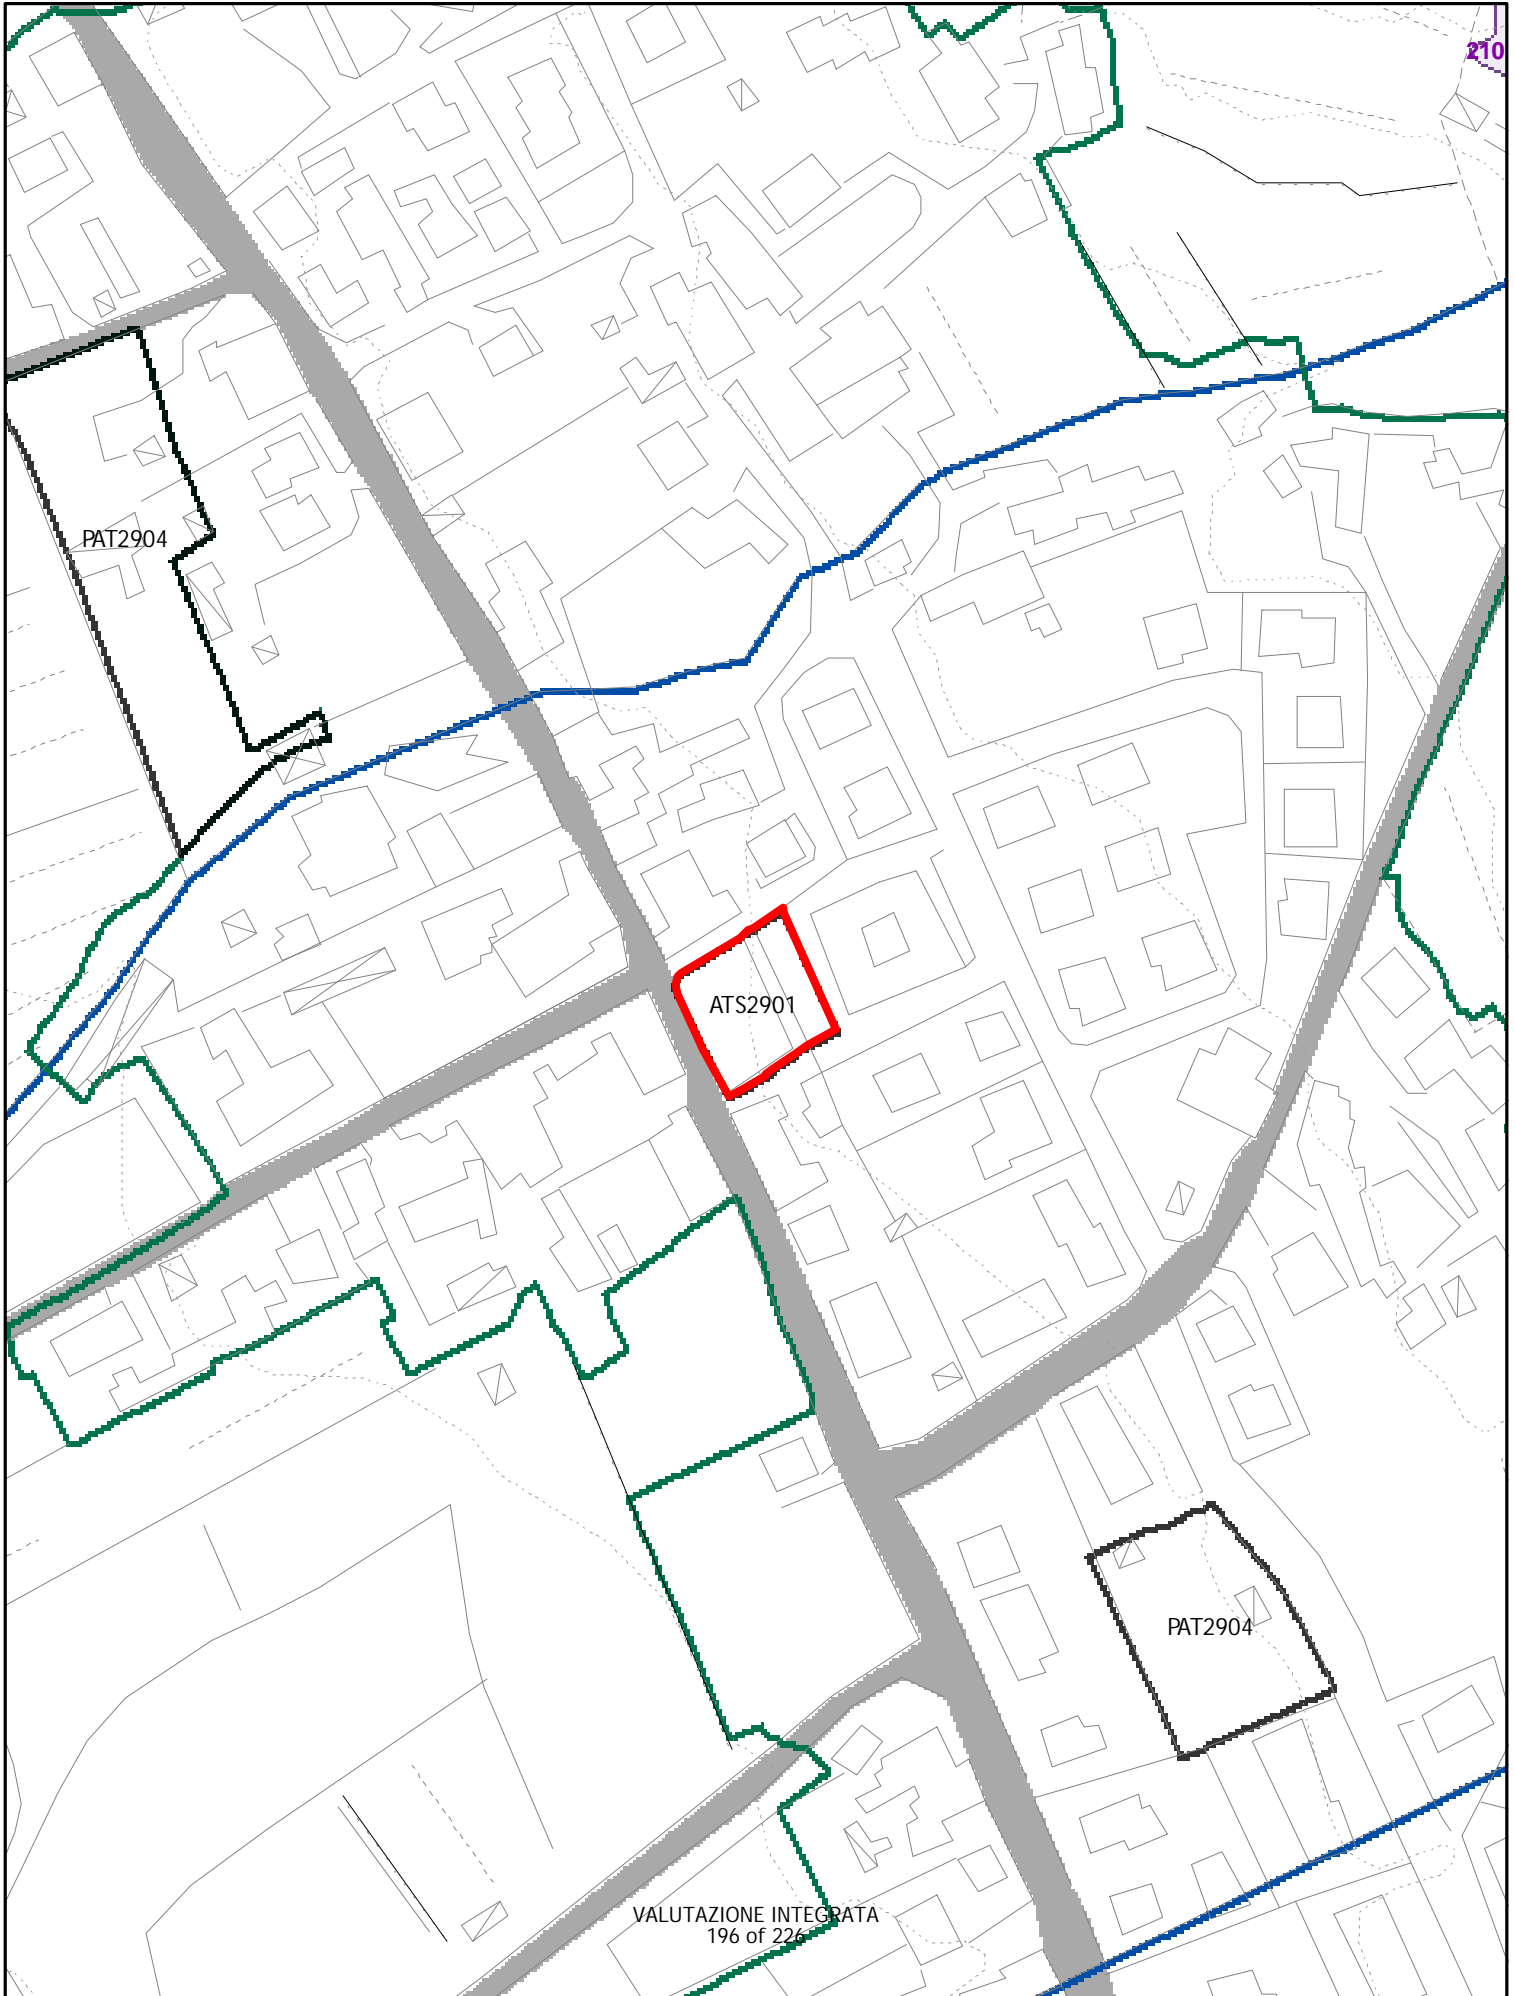 210
PAT2904
ATS2901
PAT2904
VALUTAZIONE INTEGRATA
196 of 226